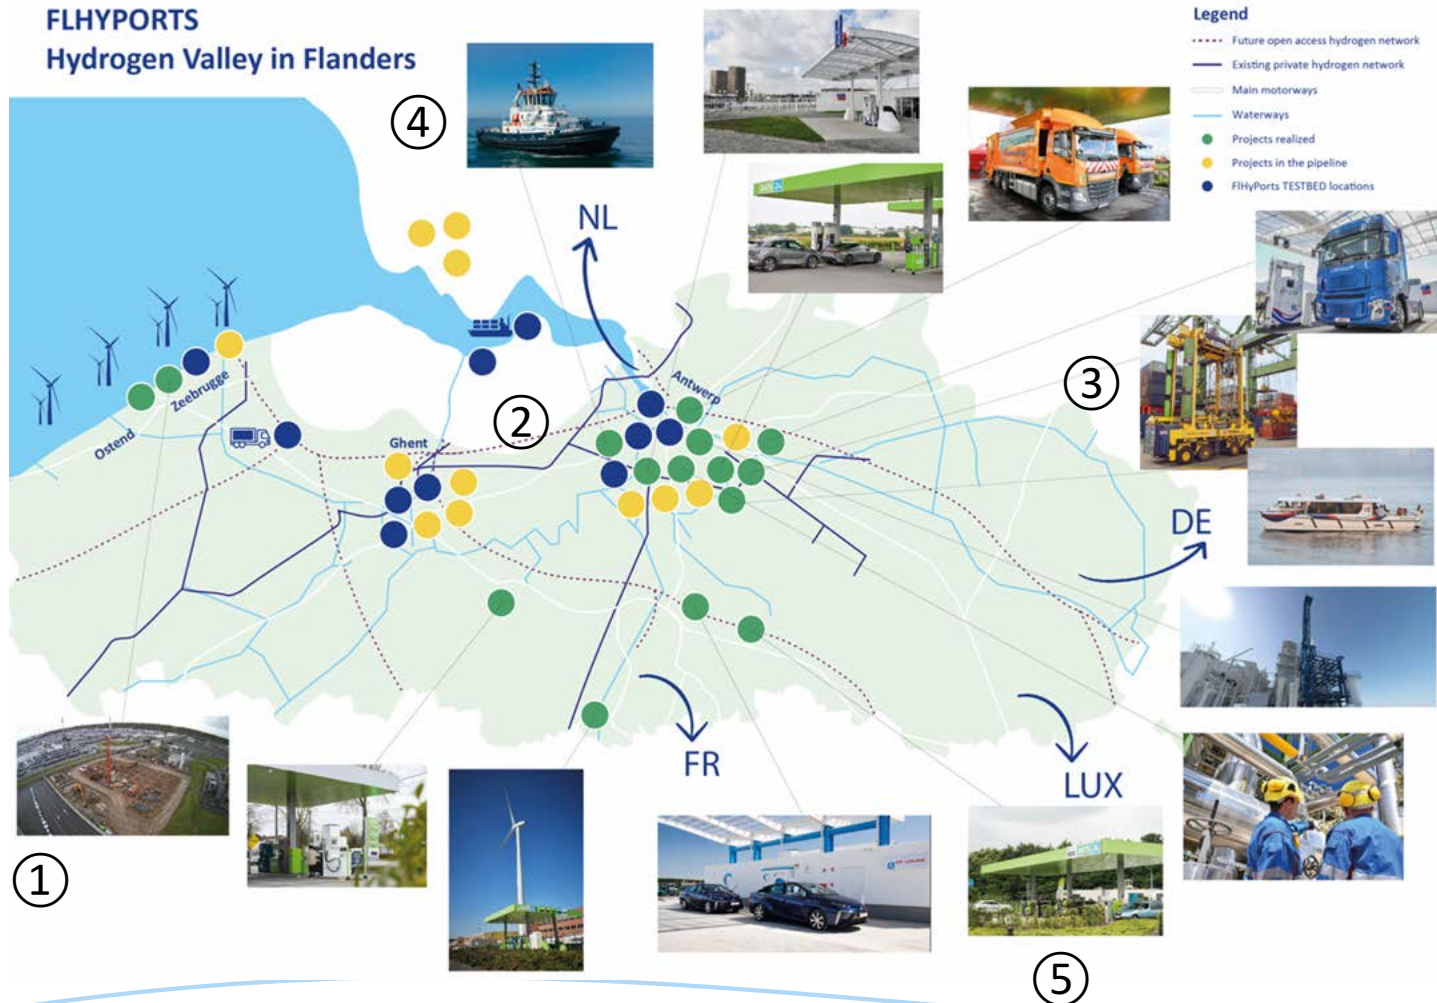 FLHYPORTS
Hydrogen Valley in Flanders
Legend
Future open access hydrogen network
Existing private hydrogen network
Main motorways
Waterways
Projects realized
Projects in the pipeline
FlHyPorts TESTBED locations
④
NL
③
Zeebrugge
Antwerp
②
Ostend
Ghent
DE
FR
LUX
①
⑤